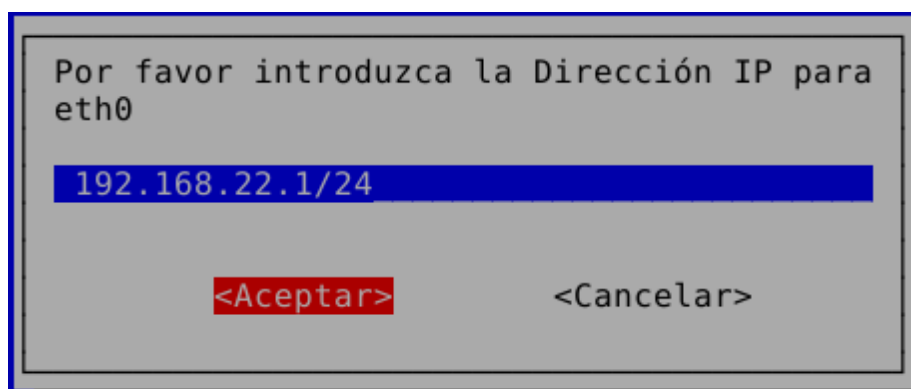 Por favor introduzca la Dirección IP para
eth0
192.168.22.1/24
<Aceptar> <Cancelar>